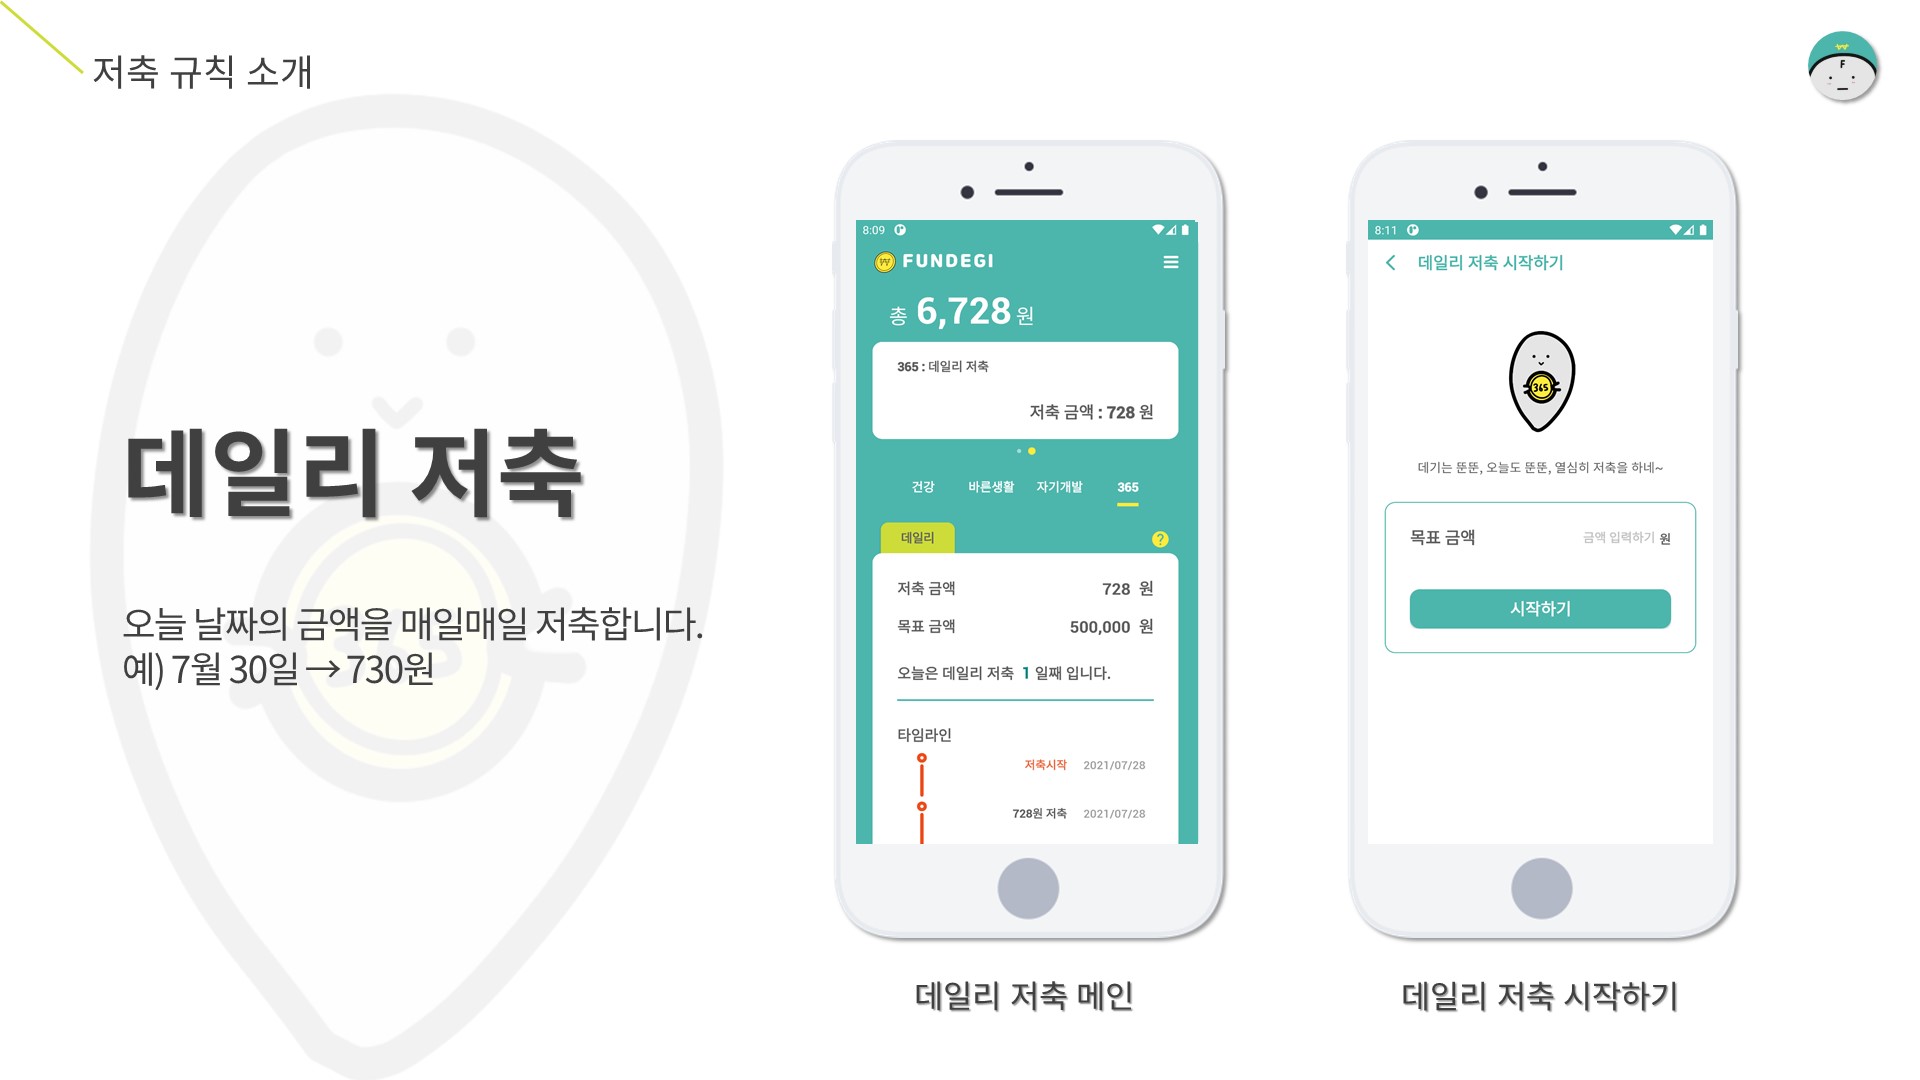 저축 규칙 소개
F
데일리 저축
오늘 날짜의 금액을 매일매일 저축합니다.
예) 7월 30일 → 730원
365
8:09
₩ FUNDEGI
총 6,728 원
365 : 데일리 저축
저축 금액 : 728 원
건강 바른생활 자기개발 365
데일리 ?
저축 금액 728 원
목표 금액 500,000 원
오늘은 데일리 저축 1 일째 입니다.
타임라인
저축시작 2021/07/28
728원 저축 2021/07/28
데일리 저축 메인
8:11
데일리 저축 시작하기
365
데기는 뚠뚠, 오늘도 뚠뚠, 열심히 저축을 하네~
목표 금액 금액 입력하기 원
시작하기
데일리 저축 시작하기